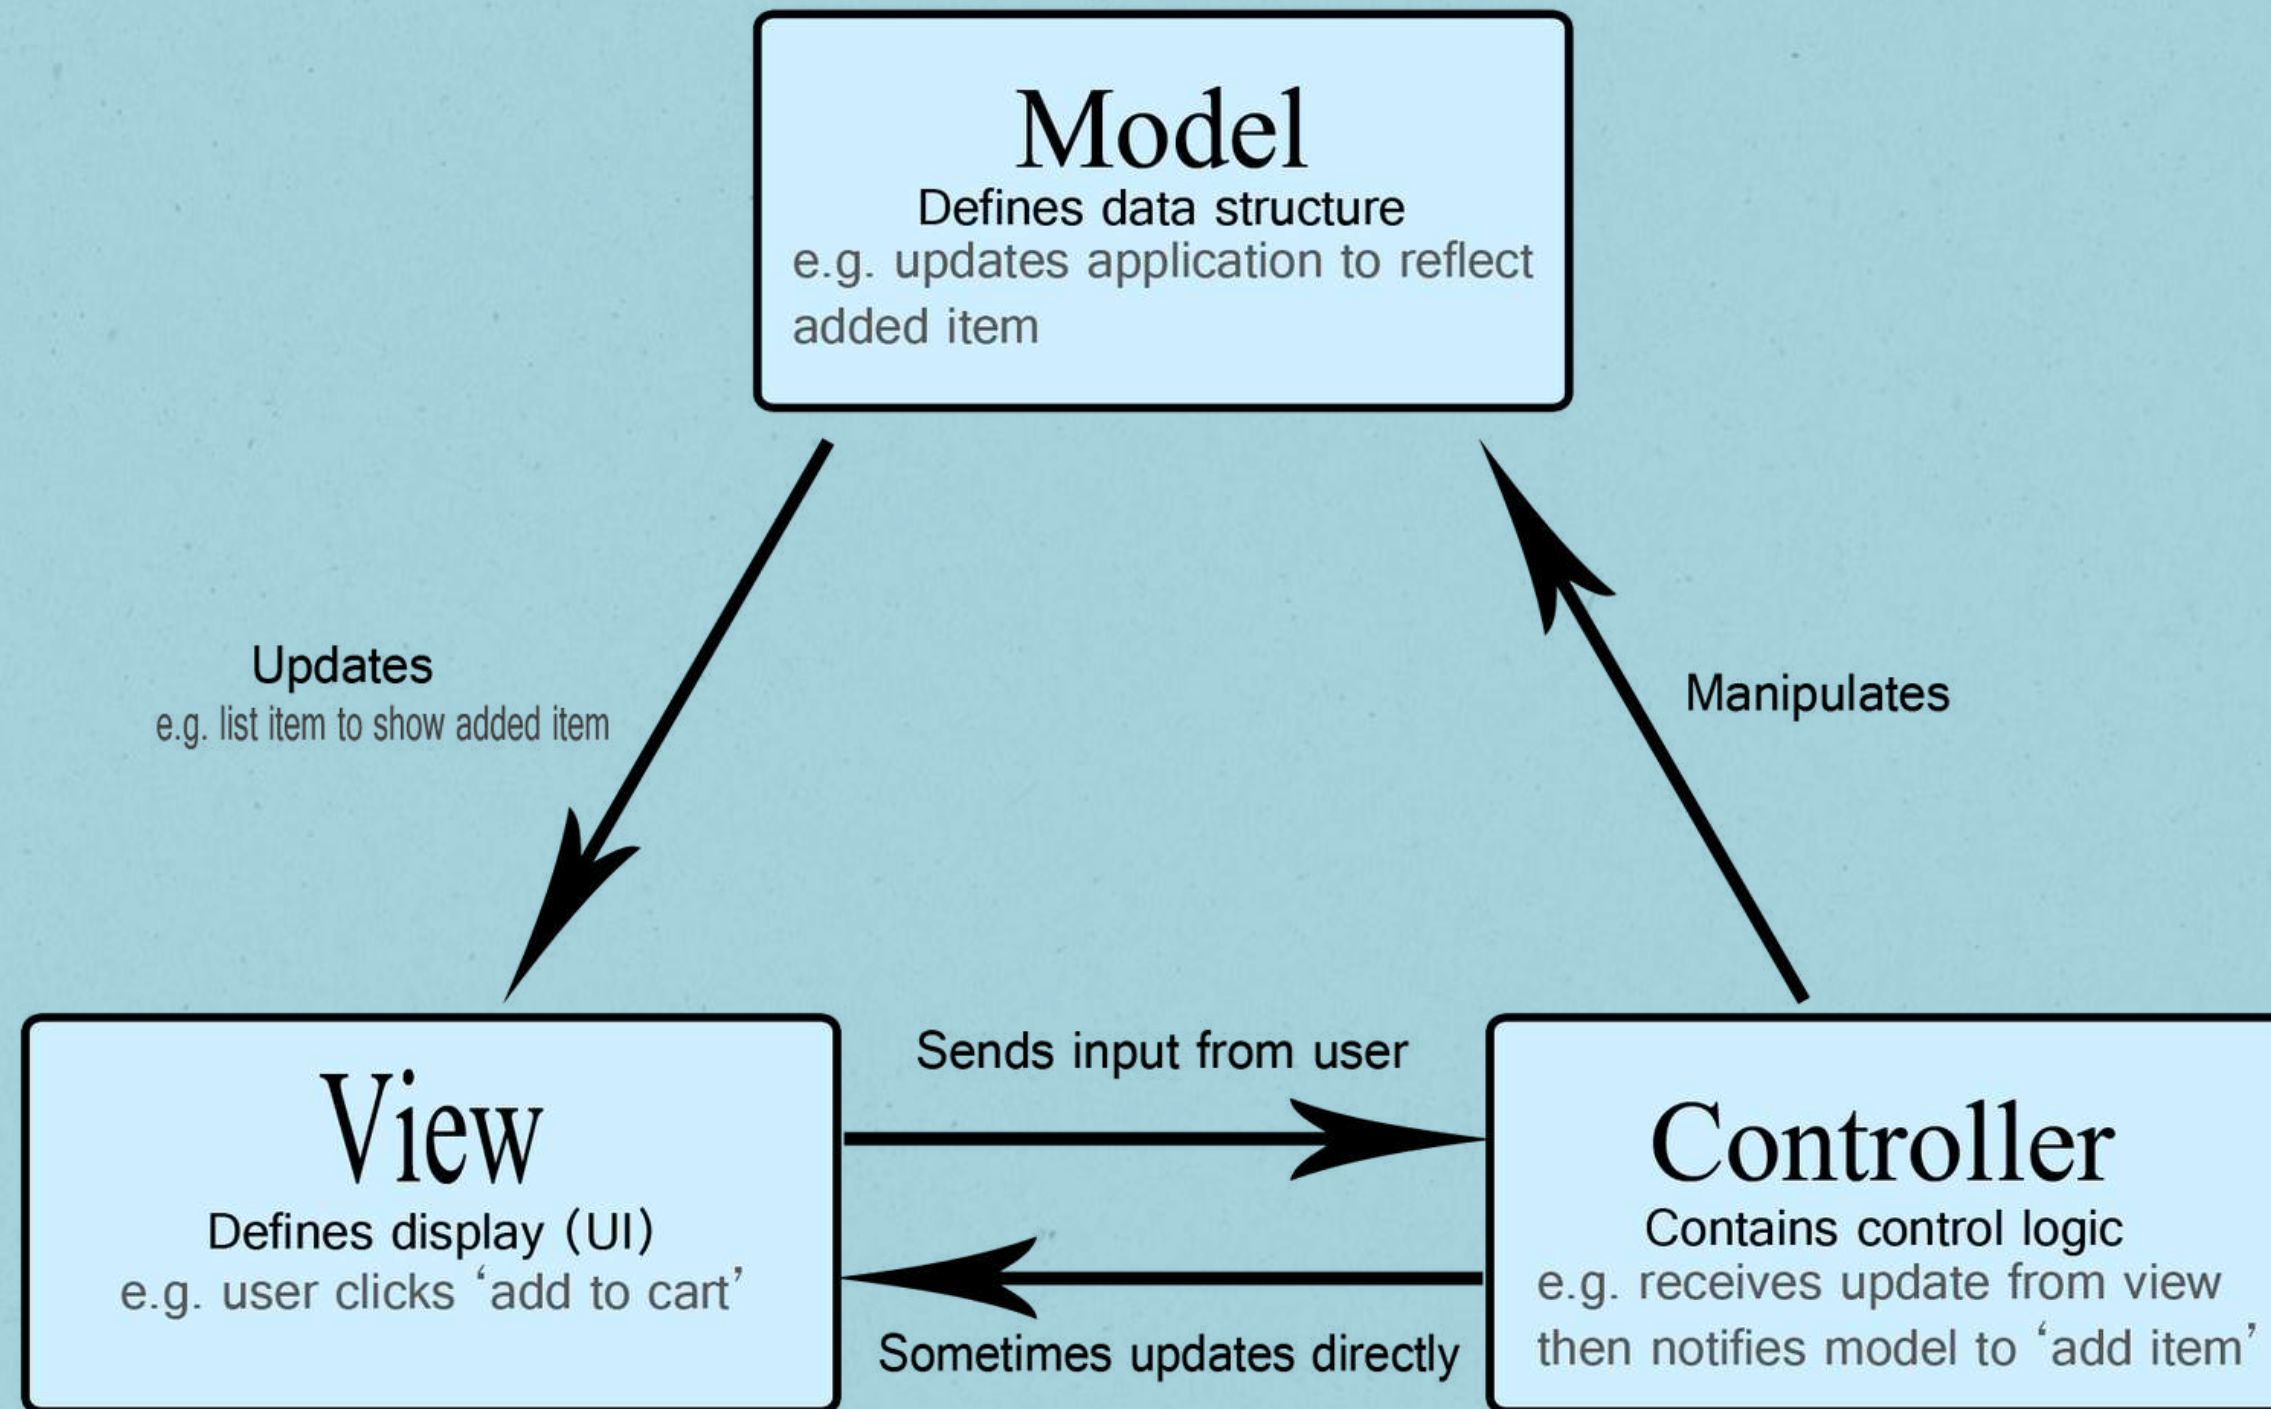 Model
Defines data structure
e.g. updates application to reflect
added item
Updates
e.g. list item to show added item
Manipulates
View
Defines display (UI)
e.g. user clicks ‘add to cart’
Sends input from user
Sometimes updates directly
Controller
Contains control logic
e.g. receives update from view
then notifies model to ‘add item’